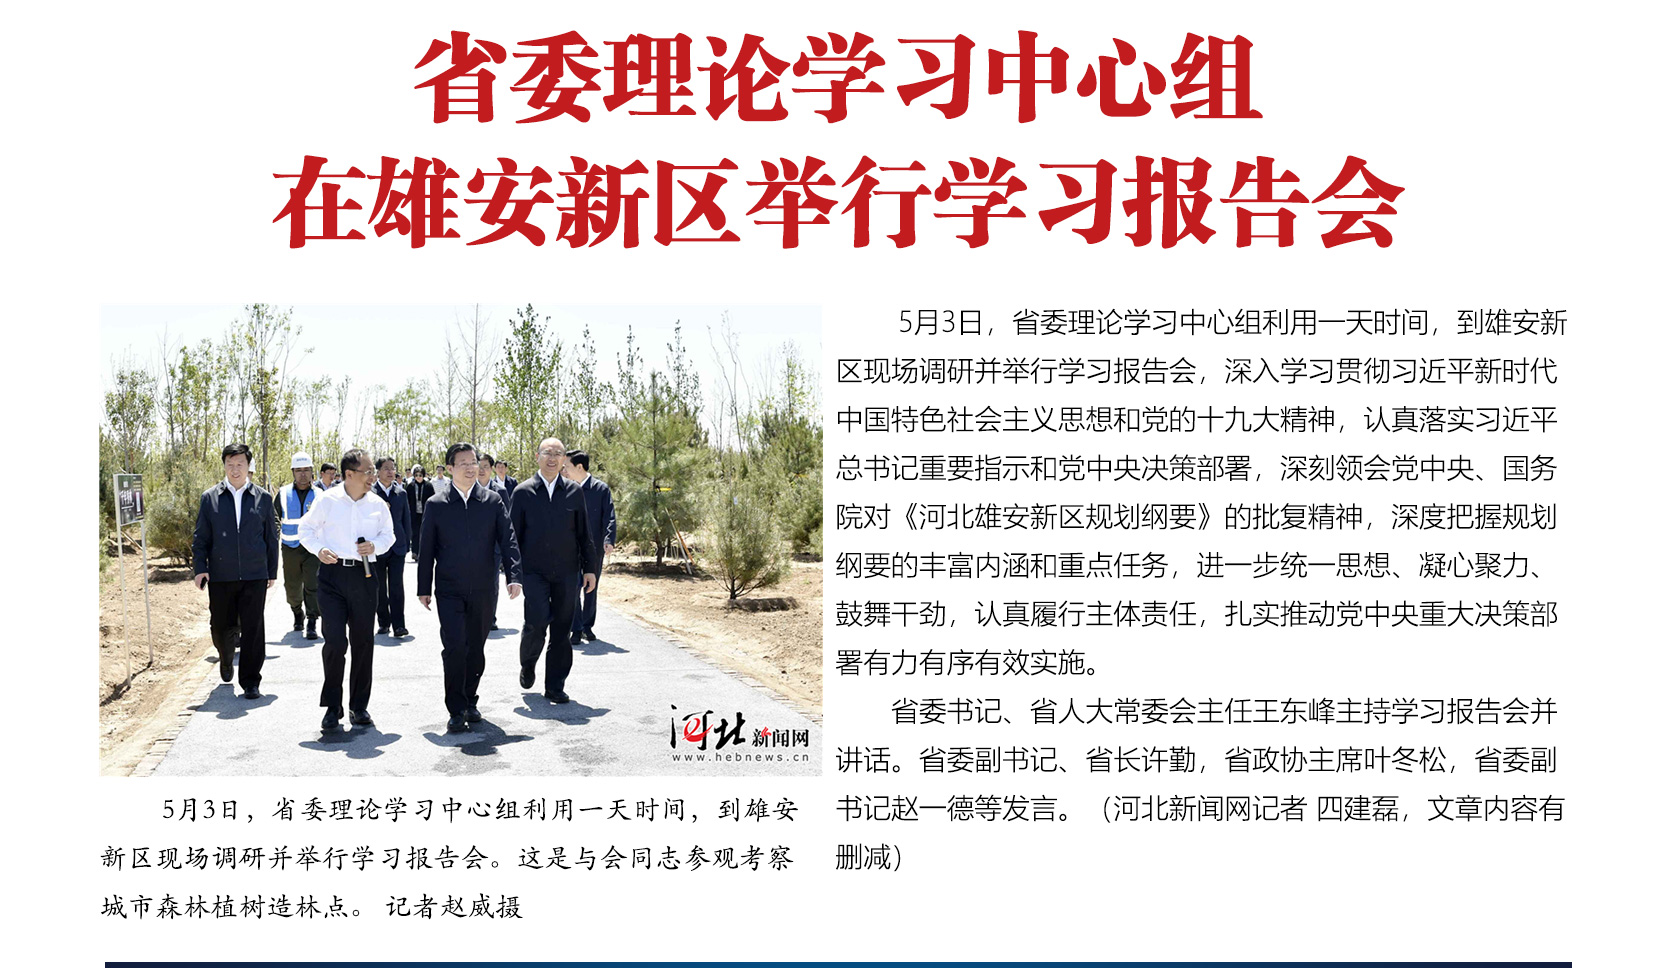 省委理论学习中心组
在雄安新区举行学习报告会
河北新闻网
www.hebnews.cn
5月3日，省委理论学习中心组利用一天时间，到雄安
新区现场调研并举行学习报告会。这是与会同志参观考察
城市森林植树造林点。 记者赵威摄
5月3日，省委理论学习中心组利用一天时间，到雄安新
区现场调研并举行学习报告会，深入学习贯彻习近平新时代
中国特色社会主义思想和党的十九大精神，认真落实习近平
总书记重要指示和党中央决策部署，深刻领会党中央、国务
院对《河北雄安新区规划纲要》的批复精神，深度把握规划
纲要的丰富内涵和重点任务，进一步统一思想、凝心聚力、
鼓舞干劲，认真履行主体责任，扎实推动党中央重大决策部
署有力有序有效实施。
省委书记、省人大常委会主任王东峰主持学习报告会并
讲话。省委副书记、省长许勤，省政协主席叶冬松，省委副
书记赵一德等发言。（河北新闻网记者 四建磊，文章内容有
删减）